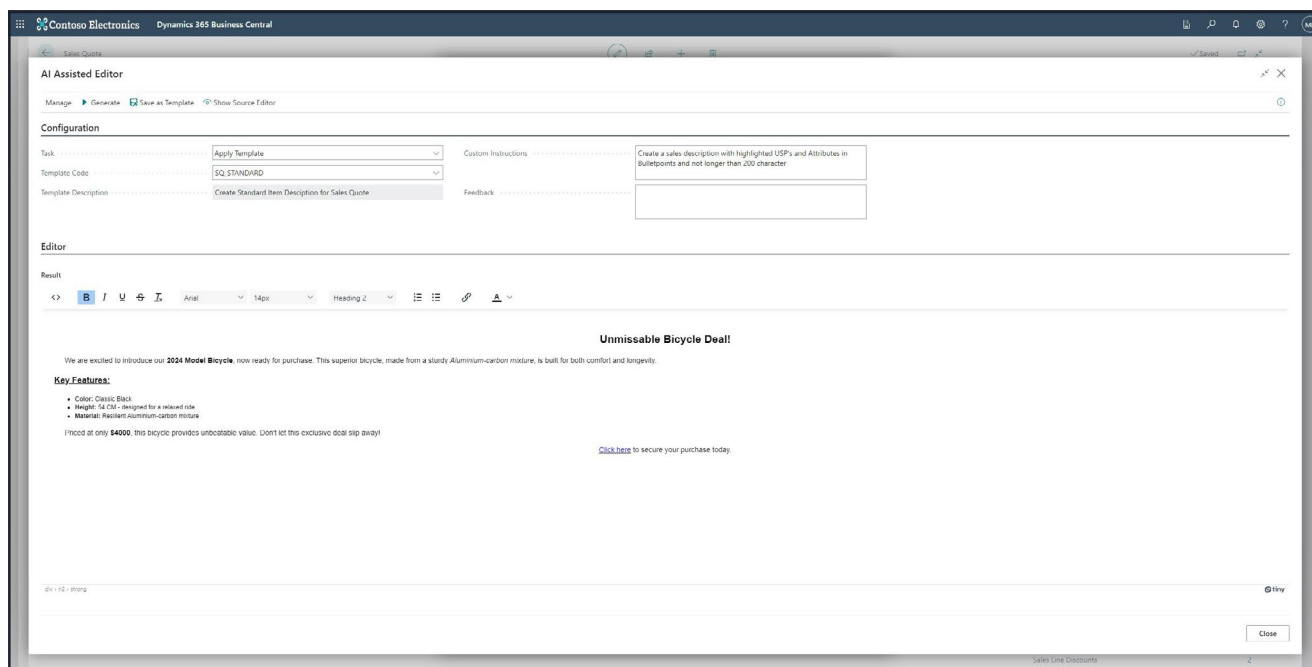 Contoso Electronics Dynamics 365 Business Central
Sales Quote
Saved
AI Assisted Editor
Manage Generate Save as Template Show Source Editor
Configuration
Task Apply Template
Template Code SQ_STANDARD
Template Description Create Standard Item Desciption for Sales Quote
Custom Instructions Create a sales description with highlighted USP's and Attributes in
Bulletpoints and not longer than 200 character
Feedback
Editor
Result
Arial 14px Heading 2
Unmissable Bicycle Deal!
We are excited to introduce our 2024 Model Bicycle, now ready for purchase. This superior bicycle, made from a sturdy Aluminium-carbon mixture, is built for both comfort and longevity.
Key Features:
Color: Classic Black
Height: 54 CM - designed for a relaxed ride
Material: Resilient Aluminium-carbon mixture
Priced at only $4000, this bicycle provides unbeatable value. Don't let this exclusive deal slip away!
Click here to secure your purchase today.
div › h2 › strong
tiny
Close
Sales Line Discounts 2